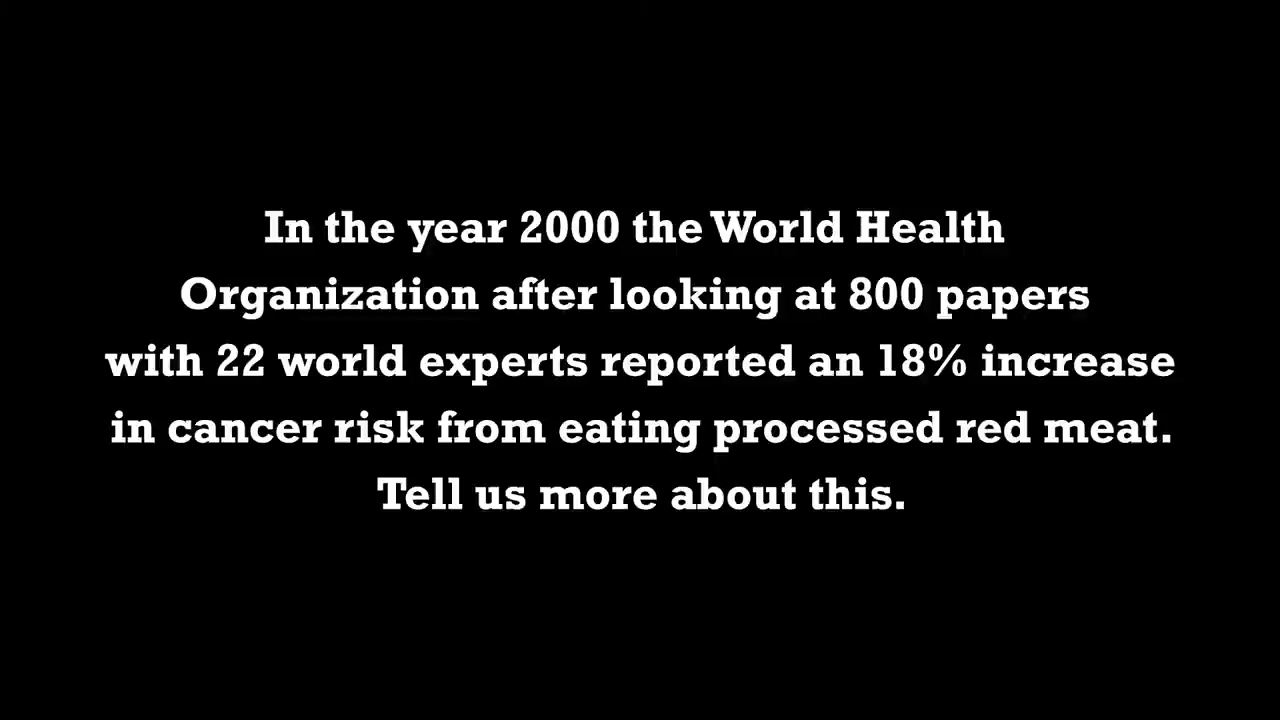 In the year 2000 the World Health
Organization after looking at 800 papers
with 22 world experts reported an 18% increase
in cancer risk from eating processed red meat.
Tell us more about this.